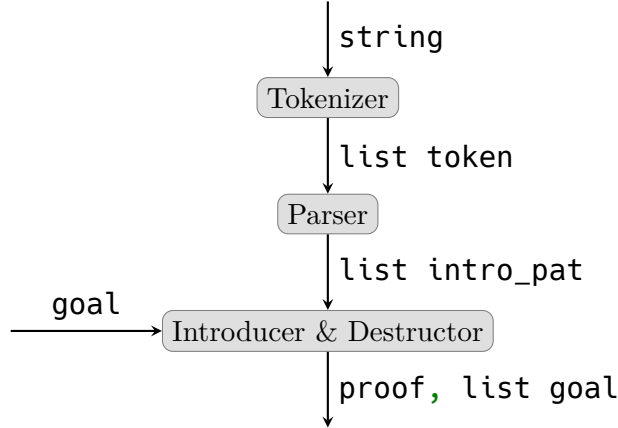 string
Tokenizer
list token
Parser
list intro_pat
goal
Introducer & Destructor
proof, list goal